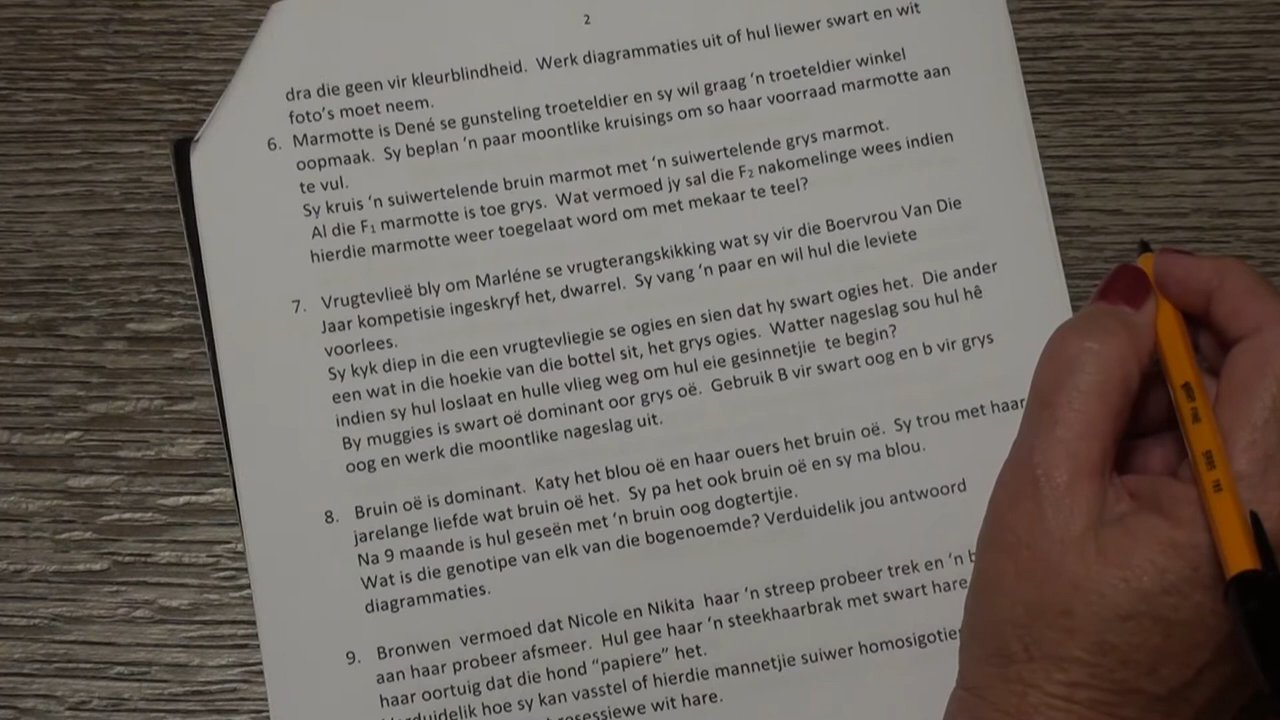 2
dra die geen vir kleurblindheid. Werk diagrammaties uit of hul liewer swart en wit
foto's moet neem.
6. Marmotte is Dené se gunsteling troeteldier en sy wil graag 'n troeteldier winkel
oopmaak. Sy beplan 'n paar moontlike kruisings om so haar voorraad marmotte aan
te vul.
Sy kruis 'n suiwertelende bruin marmot met 'n suiwertelende grys marmot.
Al die F₁ marmotte is toe grys. Wat vermoed jy sal die F₂ nakomelinge wees indien
hierdie marmotte weer toegelaat word om met mekaar te teel?
7. Vrugtevlieë bly om Marléne se vrugterangskikking wat sy vir die Boervrou Van Die
Jaar kompetisie ingeskryf het, dwarrel. Sy vang 'n paar en wil hul die leviete
voorlees.
Sy kyk diep in die een vrugtevliegie se ogies en sien dat hy swart ogies het. Die ander
een wat in die hoekie van die bottel sit, het grys ogies. Watter nageslag sou hul hê
indien sy hul loslaat en hulle vlieg weg om hul eie gesinnetjie te begin?
By muggies is swart oë dominant oor grys oë. Gebruik B vir swart oog en b vir grys
oog en werk die moontlike nageslag uit.
8. Bruin oë is dominant. Katy het blou oë en haar ouers het bruin oë. Sy trou met haar
jarelange liefde wat bruin oë het. Sy pa het ook bruin oë en sy ma blou.
Na 9 maande is hul geseën met 'n bruin oog dogtertjie.
Wat is die genotipe van elk van die bogenoemde? Verduidelik jou antwoord
diagrammaties.
9. Bronwen vermoed dat Nicole en Nikita haar 'n streep probeer trek en 'n b
aan haar probeer afsmeer. Hul gee haar 'n steekhaarbrak met swart hare
haar oortuig dat die hond "papiere" het.
Verduidelik hoe sy kan vasstel of hierdie mannetjie suiwer homosigoties
resessiewe wit hare.